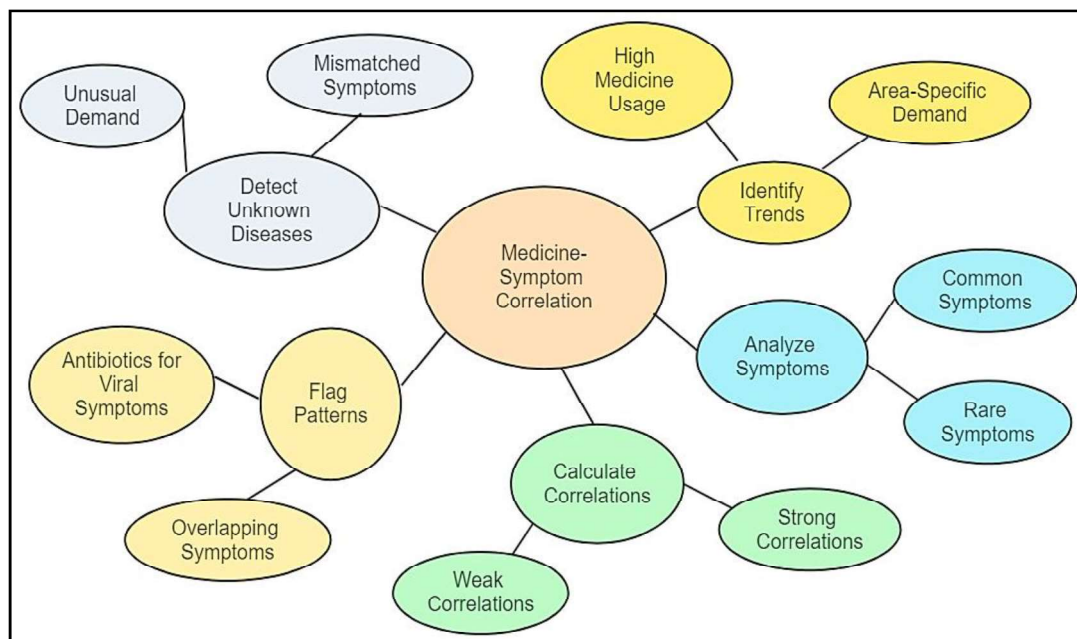 Unusual
Demand
Mismatched
Symptoms
Detect
Unknown
Diseases
High
Medicine
Usage
Area-Specific
Demand
Identify
Trends
Medicine-
Symptom
Correlation
Common
Symptoms
Analyze
Symptoms
Rare
Symptoms
Antibiotics for
Viral
Symptoms
Flag
Patterns
Overlapping
Symptoms
Calculate
Correlations
Strong
Correlations
Weak
Correlations